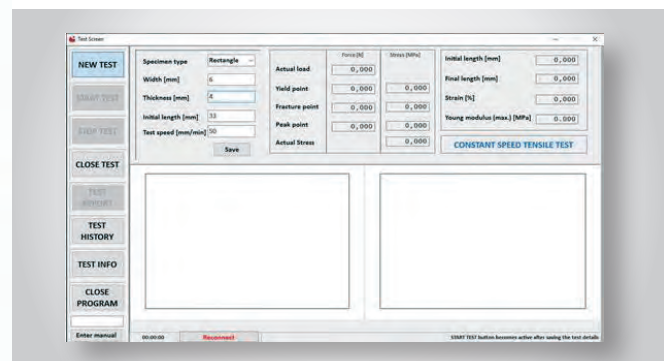 Test Screen
NEW TEST
START TEST
STOP TEST
CLOSE TEST
TEST REPORT
TEST HISTORY
TEST INFO
CLOSE PROGRAM
Enter manual
Specimen type Rectangle
Width [mm] 6
Thickness [mm] 4
Initial length [mm] 33
Test speed [mm/min] 50
Save
Force [N] Stress [MPa]
Actual load 0,000
Yield point 0,000 0,000
Fracture point 0,000 0,000
Peak point 0,000 0,000
Actual Stress 0,000
Initial length [mm] 0,000
Final length [mm] 0,000
Strain [%] 0,000
Young modulus (max.) [MPa] 0,000
CONSTANT SPEED TENSILE TEST
00:00:00
Reconnect
START TEST button becomes active after saving the test details